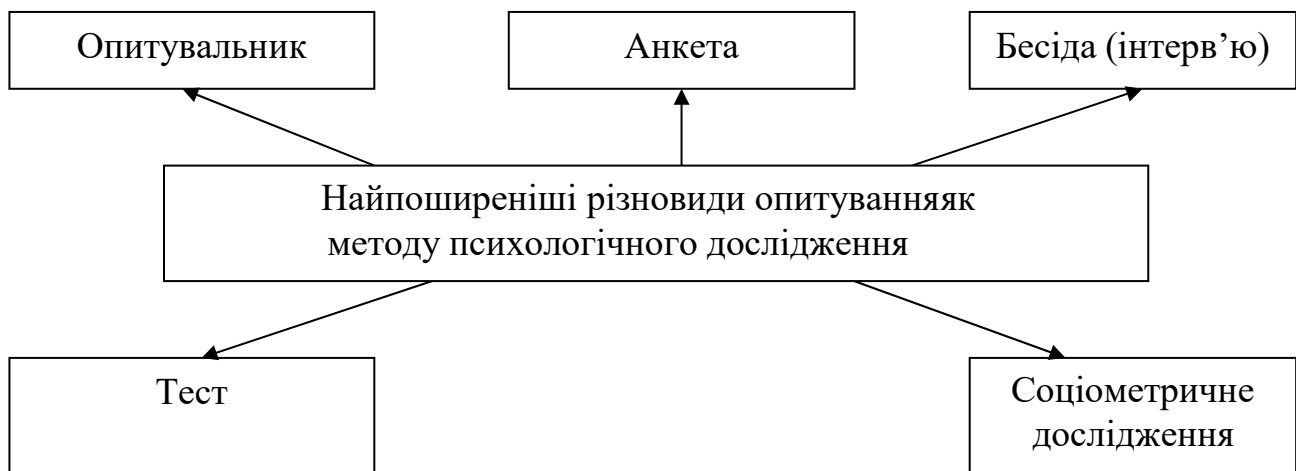 Опитувальник
Анкета
Бесіда (інтерв’ю)
Найпоширеніші різновиди опитуванняяк
методу психологічного дослідження
Тест
Соціометричне
дослідження